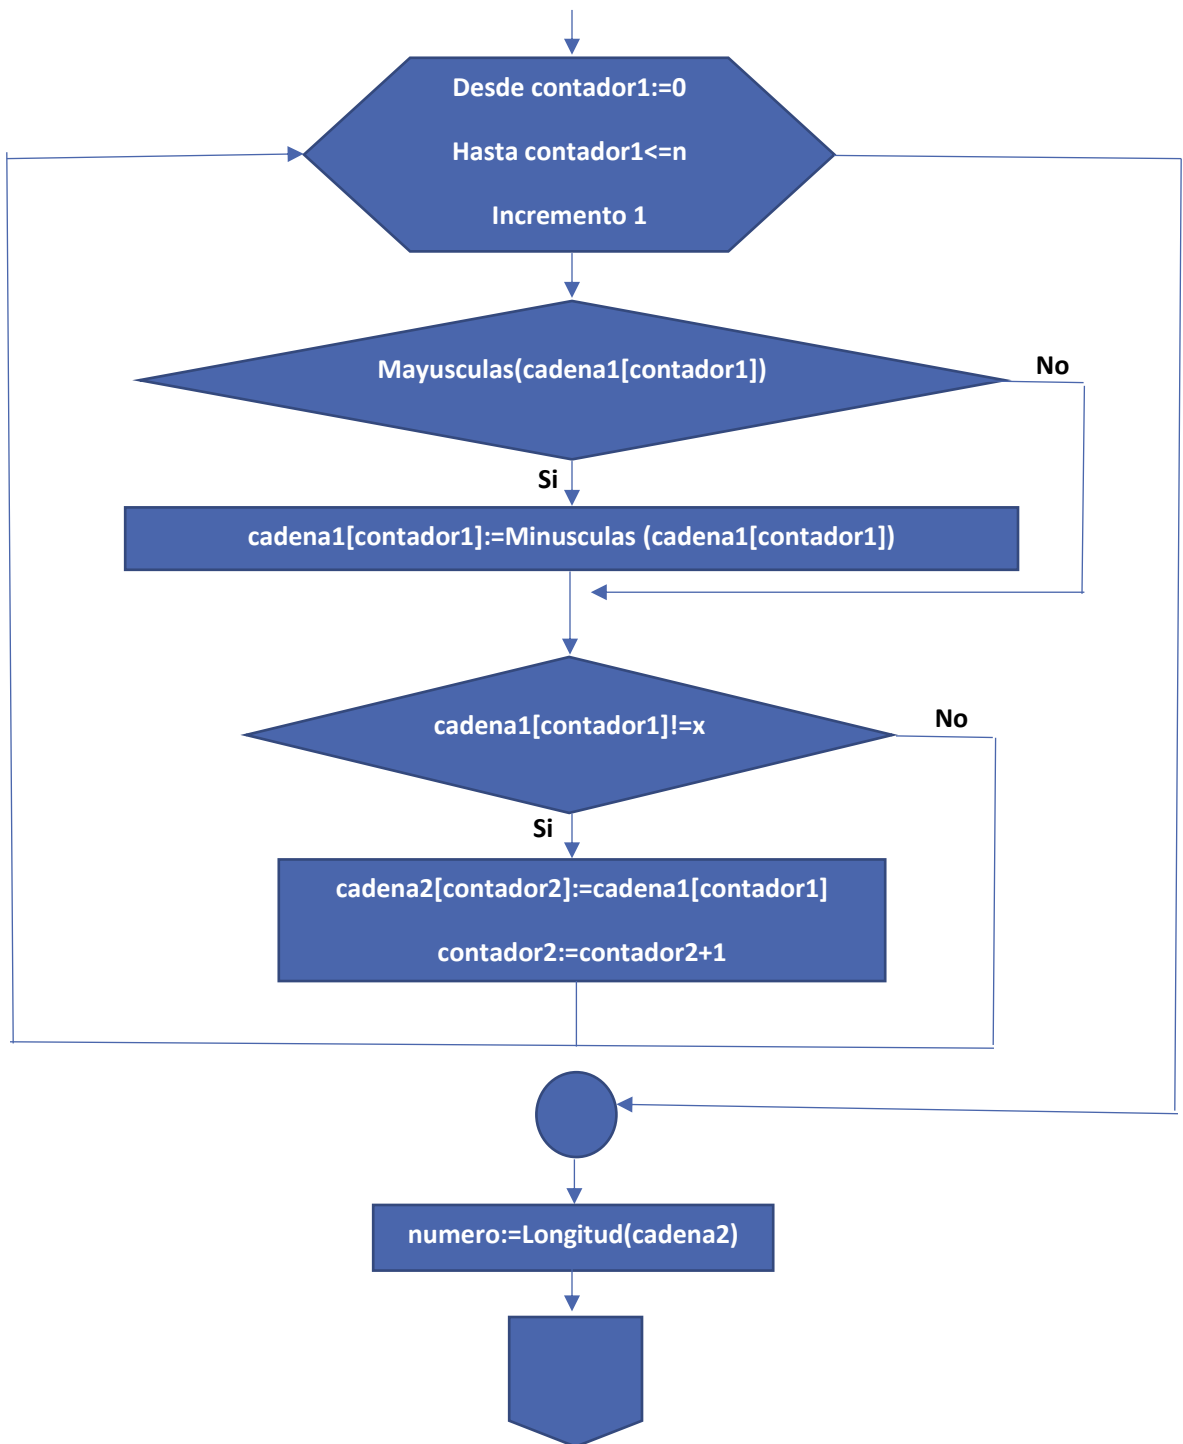 Desde contador1:=0
Hasta contador1<=n
Incremento 1
Mayusculas(cadena1[contador1])
No
Si
cadena1[contador1]:=Minusculas (cadena1[contador1])
cadena1[contador1]!=x
No
Si
cadena2[contador2]:=cadena1[contador1]
contador2:=contador2+1
numero:=Longitud(cadena2)